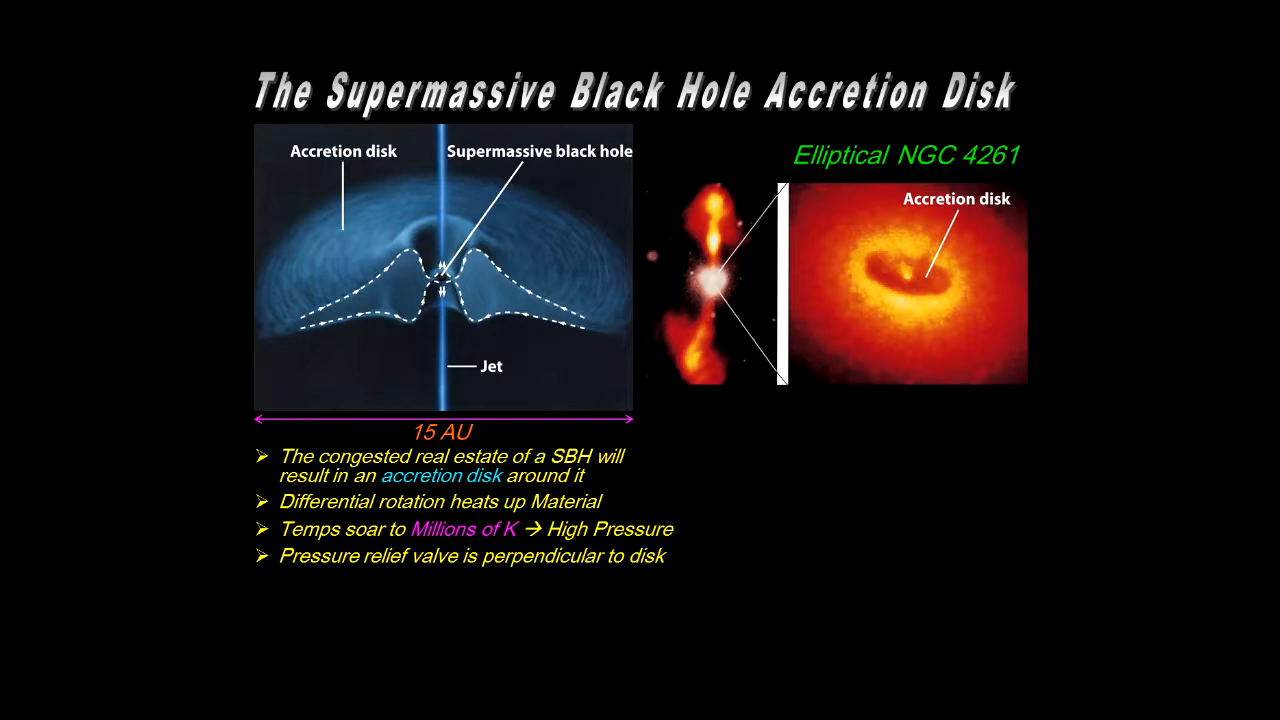 The Supermassive Black Hole Accretion Disk
Accretion disk
Supermassive black hole
Jet
15 AU
Elliptical NGC 4261
Accretion disk
➢ The congested real estate of a SBH will
result in an accretion disk around it
➢ Differential rotation heats up Material
➢ Temps soar to Millions of K → High Pressure
➢ Pressure relief valve is perpendicular to disk